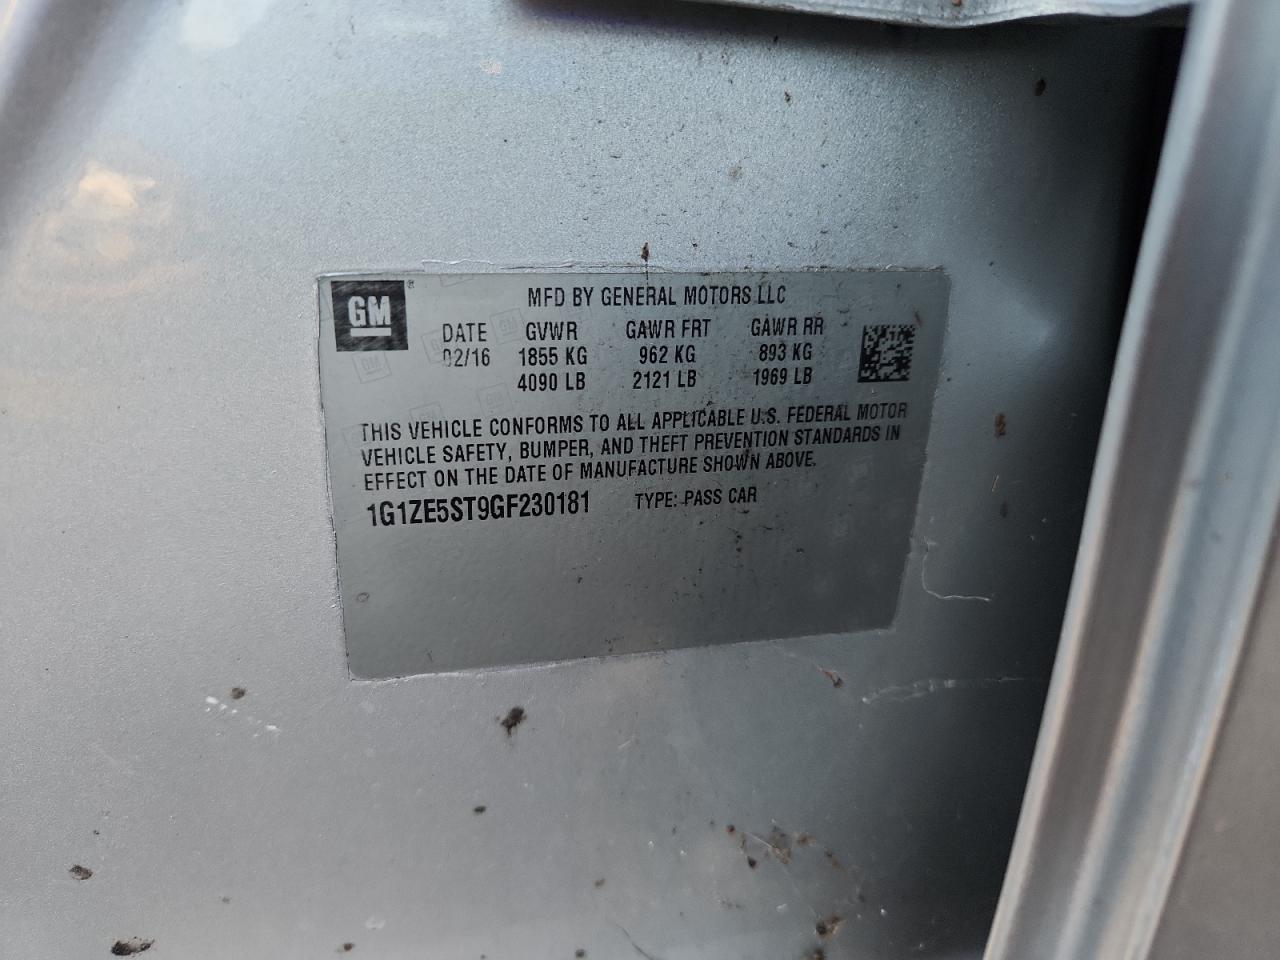 GM
MFD BY GENERAL MOTORS LLC
DATE GVWR GAWR FRT GAWR RR
02/16 1855 KG 962 KG 893 KG
4090 LB 2121 LB 1969 LB
THIS VEHICLE CONFORMS TO ALL APPLICABLE U.S. FEDERAL MOTOR
VEHICLE SAFETY, BUMPER, AND THEFT PREVENTION STANDARDS IN
EFFECT ON THE DATE OF MANUFACTURE SHOWN ABOVE.
1G1ZE5ST9GF230181 TYPE: PASS CAR